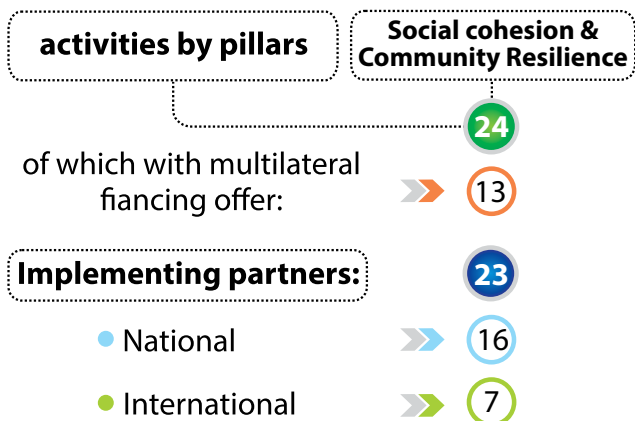 activities by pillars
Social cohesion &
Community Resilience
24
of which with multilateral
fiancing offer:
13
Implementing partners:
23
National
16
International
7